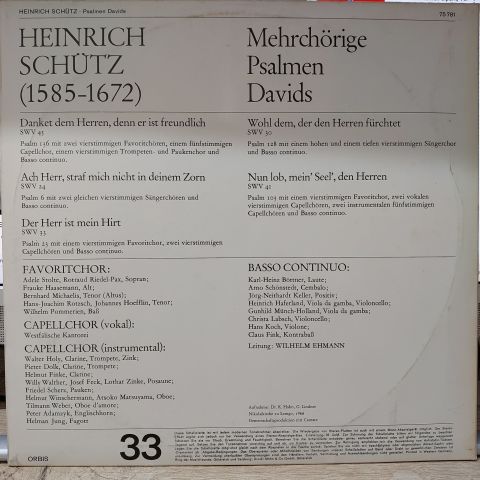 HEINRICH SCHÜTZ · Psalmen Davids
75 781
HEINRICH
SCHÜTZ
(1585-1672)
Mehrchörige
Psalmen
Davids
Danket dem Herren, denn er ist freundlich
SWV 45
Psalm 136 mit zwei vierstimmigen Favoritchören, einem fünfstimmigen
Capellchor, einem vierstimmigen Trompeten- und Paukenchor und
Basso continuo.
Ach Herr, straf mich nicht in deinem Zorn
SWV 24
Psalm 6 mit zwei gleichen vierstimmigen Süngerchören und
Basso continuo.
Der Herr ist mein Hirt
SWV 33
Psalm 23 mit einem vierstimmigen Favoritchor, zwei vierstimmigen
Capellchören und Basso continuo.
Wohl dem, der den Herren fürchtet
SWV 30
Psalm 128 mit einem hohen und einem tiefen vierstimmigen Süngerchor
und Basso continuo.
Nun lob, mein' Seel', den Herren
SWV 41
Psalm 103 mit einem vierstimmigen Favoritchor, zwei vokalen
vierstimmigen Capellchören, zwei instrumentalen fünfstimmigen
Capellchören und Basso continuo.
FAVORITCHOR:
Adele Stolte, Rotraud Riedel-Pax, Sopran;
Frauke Haasemann, Alt;
Bernhard Michaelis, Tenor (Altus);
Hans-Joachim Rotzsch, Johannes Hoefflin, Tenor;
Wilhelm Pommerien, Baß
CAPELLCHOR (vokal):
Westfälische Kantorei
CAPELLCHOR (instrumental):
Walter Holy, Clarine, Trompete, Zink;
Pieter Dolk, Clarine, Trompete;
Helmut Finke, Clarine;
Willy Walther, Josef Feck, Lothar Zinke, Posaune;
Friedel Schers, Pauken;
Helmut Winschermann, Atsuko Matsuyama, Oboe;
Tilmann Weber, Oboe d'amore;
Peter Adamzyk, Englischhorn;
Helman Jung, Fagott
BASSO CONTINUO:
Karl-Heinz Böttner, Laute;
Arno Schönstedt, Cembalo;
Jörg-Neithardt Keller, Positiv;
Heinrich Haferland, Viola da gamba, Violoncello;
Gunhild Münch-Holland, Viola da gamba;
Christa Labsch, Violoncello;
Hans Koch, Violone;
Claus Fink, Kontrabaß
Leitung: WILHELM EHMANN
33
ORBIS